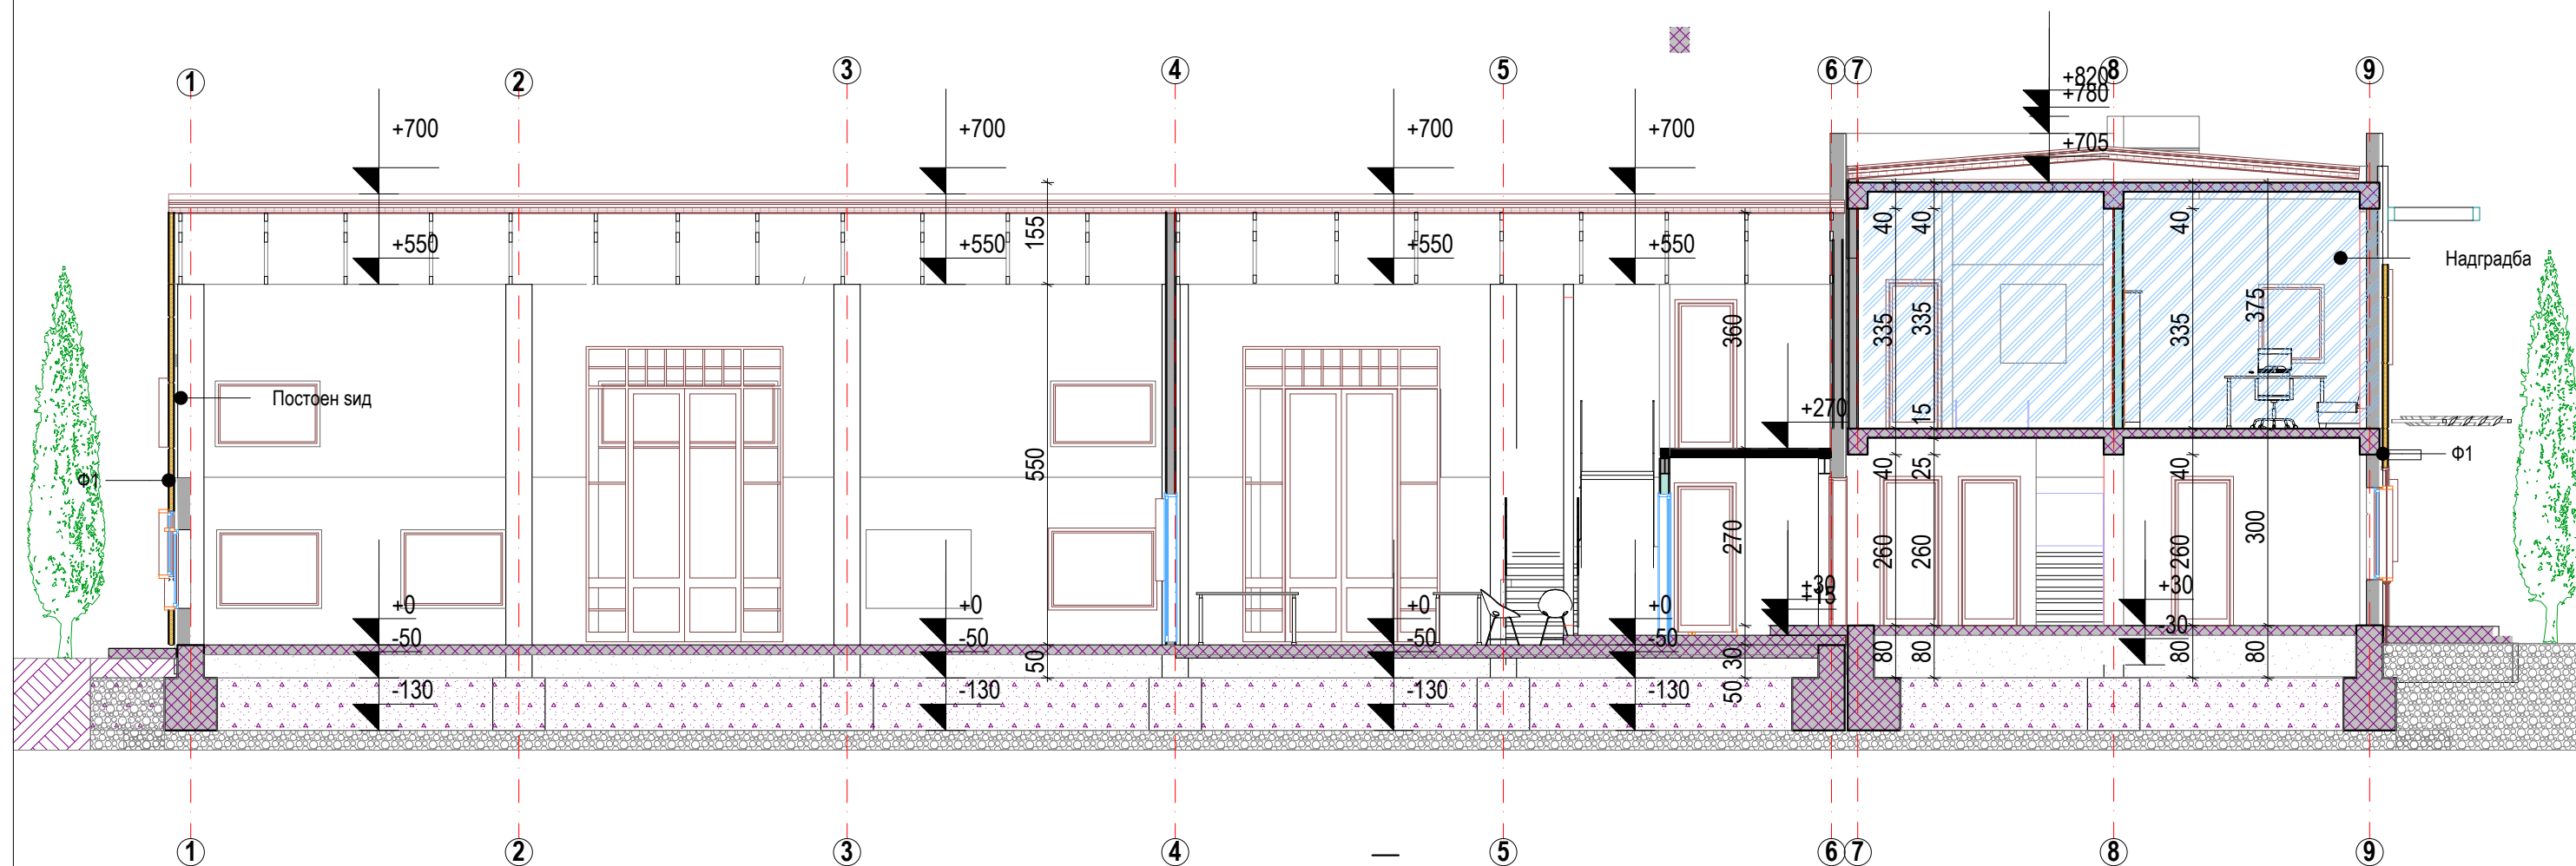 1 2 3 4 5 6 7 8 9
+820
+780
+700 +700 +700 +700 +705
+550 155 +550 +550 +550 40 40 40
Надградба
360 335 335 15 335 375
Постоен ѕид
+270
Ф1 550 40 25 40 Ф1
270 260 260 260 300
+30
+15
+30
+0 +0 +0 +0
-50 -50 -50 -50 -30
50 30 80 80 80 80
-130 -130 -130 -130 50
1 2 3 4 5 6 7 8 9